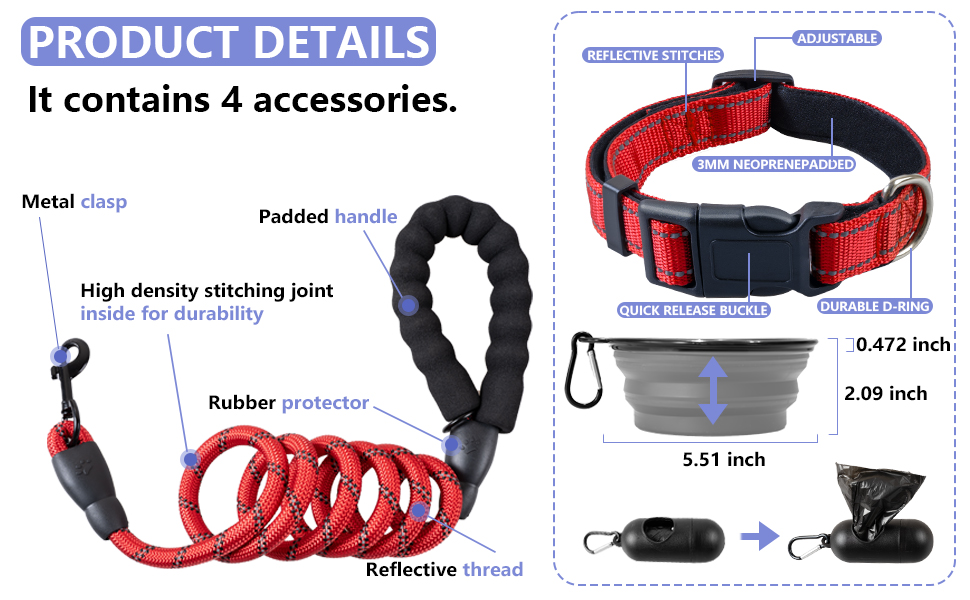 PRODUCT DETAILS
It contains 4 accessories.
Metal clasp
Padded handle
High density stitching joint
inside for durability
Rubber protector
Reflective thread
ADJUSTABLE
REFLECTIVE STITCHES
3MM NEOPRENEPADDED
QUICK RELEASE BUCKLE
DURABLE D-RING
0.472 inch
2.09 inch
5.51 inch